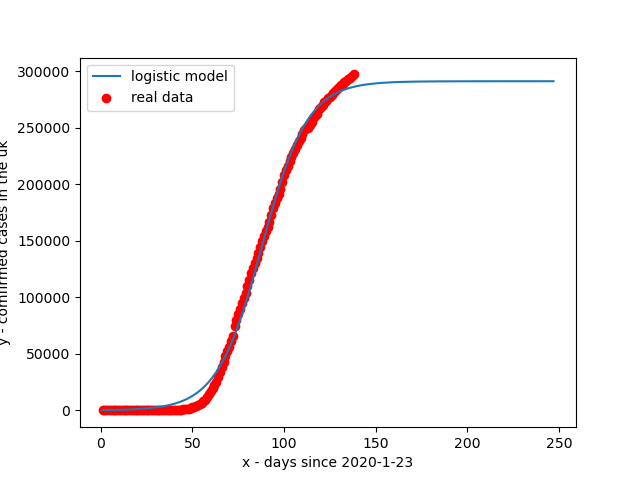 logistic model
real data
300000
250000
200000
150000
100000
50000
0
y - comfirmed cases in the uk
0 50 100 150 200 250
x - days since 2020-1-23